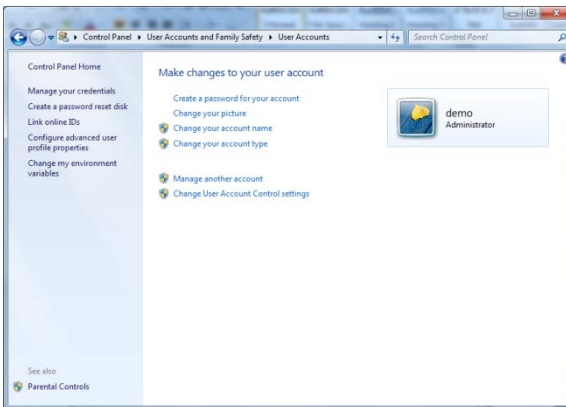 Control Panel ▸ User Accounts and Family Safety ▸ User Accounts
Search Control Panel
Control Panel Home
Manage your credentials
Create a password reset disk
Link online IDs
Configure advanced user
profile properties
Change my environment
variables
See also
Parental Controls
Make changes to your user account
Create a password for your account
Change your picture
Change your account name
Change your account type
Manage another account
Change User Account Control settings
demo
Administrator